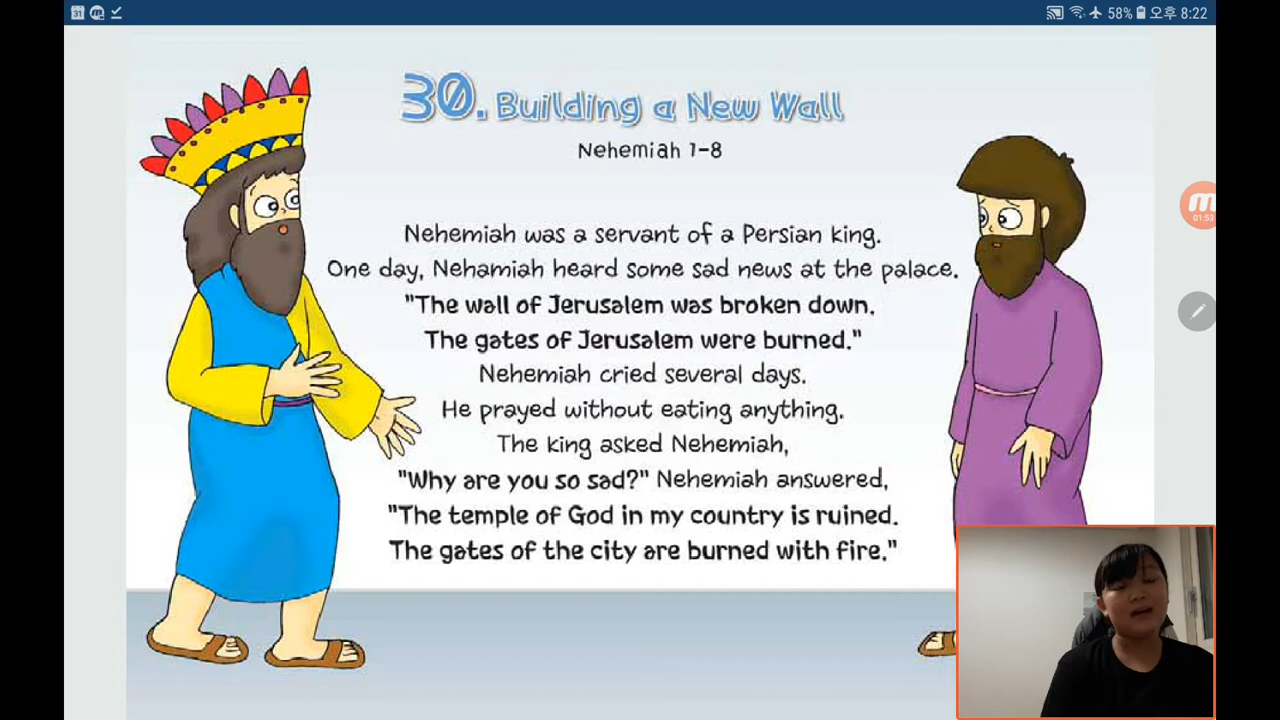 31
58% 오후 8:22
30. Building a New Wall
Nehemiah 1-8
Nehemiah was a servant of a Persian king.
One day, Nehamiah heard some sad news at the palace.
"The wall of Jerusalem was broken down.
The gates of Jerusalem were burned."
Nehemiah cried several days.
He prayed without eating anything.
The king asked Nehemiah,
"Why are you so sad?" Nehemiah answered,
"The temple of God in my country is ruined.
The gates of the city are burned with fire."
01:53